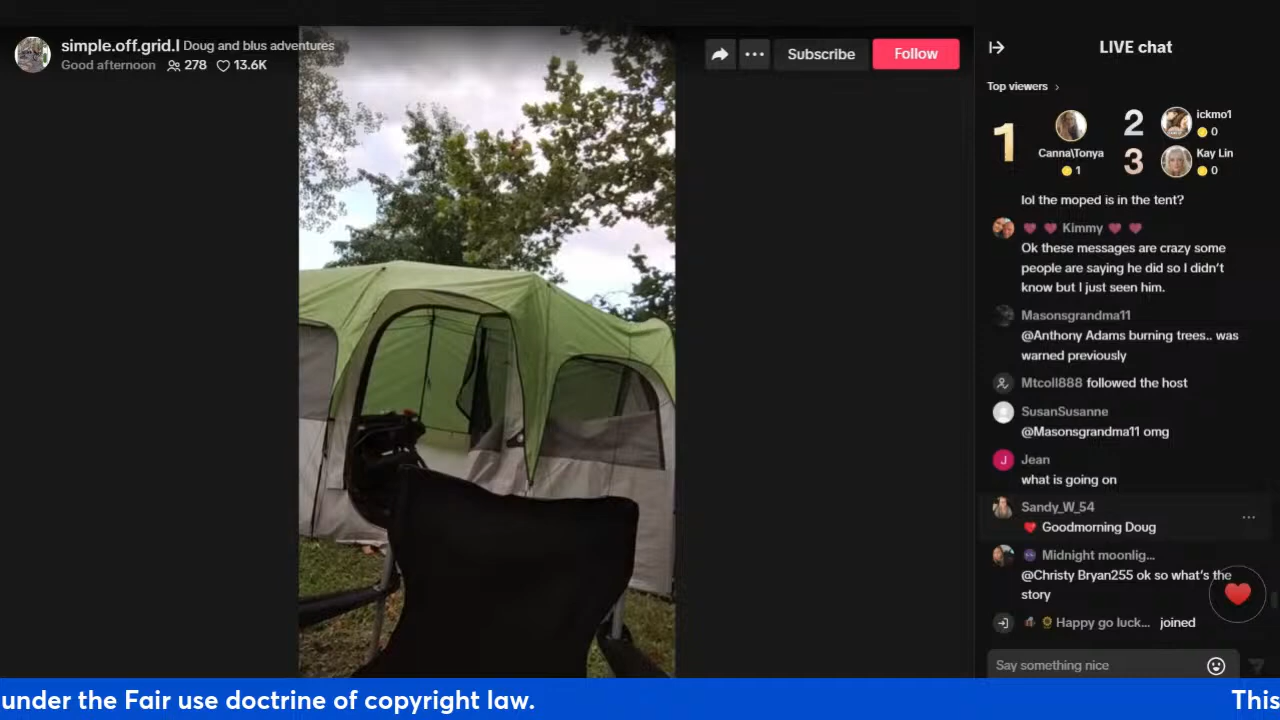 simple.off.grid.l Doug and blus adventures
Good afternoon 278 13.6K
Subscribe
Follow
LIVE chat
Top viewers >
1
Canna\Tonya
1
2
ickmo1
0
3
Kay Lin
0
lol the moped is in the tent?
Kimmy
Ok these messages are crazy some
people are saying he did so I didn't
know but I just seen him.
Masonsgrandma11
@Anthony Adams burning trees.. was
warned previously
Mtcoll888 followed the host
SusanSusanne
@Masonsgrandma11 omg
J
Jean
what is going on
Sandy_W_54
Goodmorning Doug
Midnight moonlig...
@Christy Bryan255 ok so what's the
story
Happy go luck... joined
Say something nice
under the Fair use doctrine of copyright law.
This